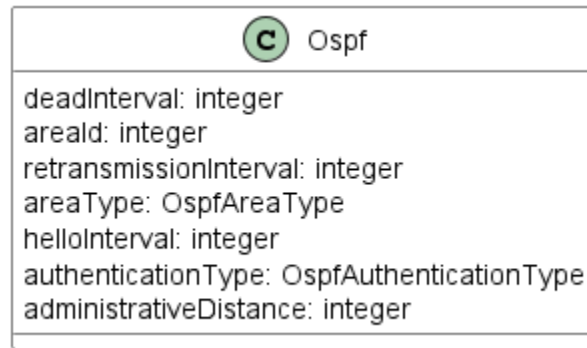 C Ospf
deadInterval: integer
areaId: integer
retransmissionInterval: integer
areaType: OspfAreaType
helloInterval: integer
authenticationType: OspfAuthenticationType
administrativeDistance: integer